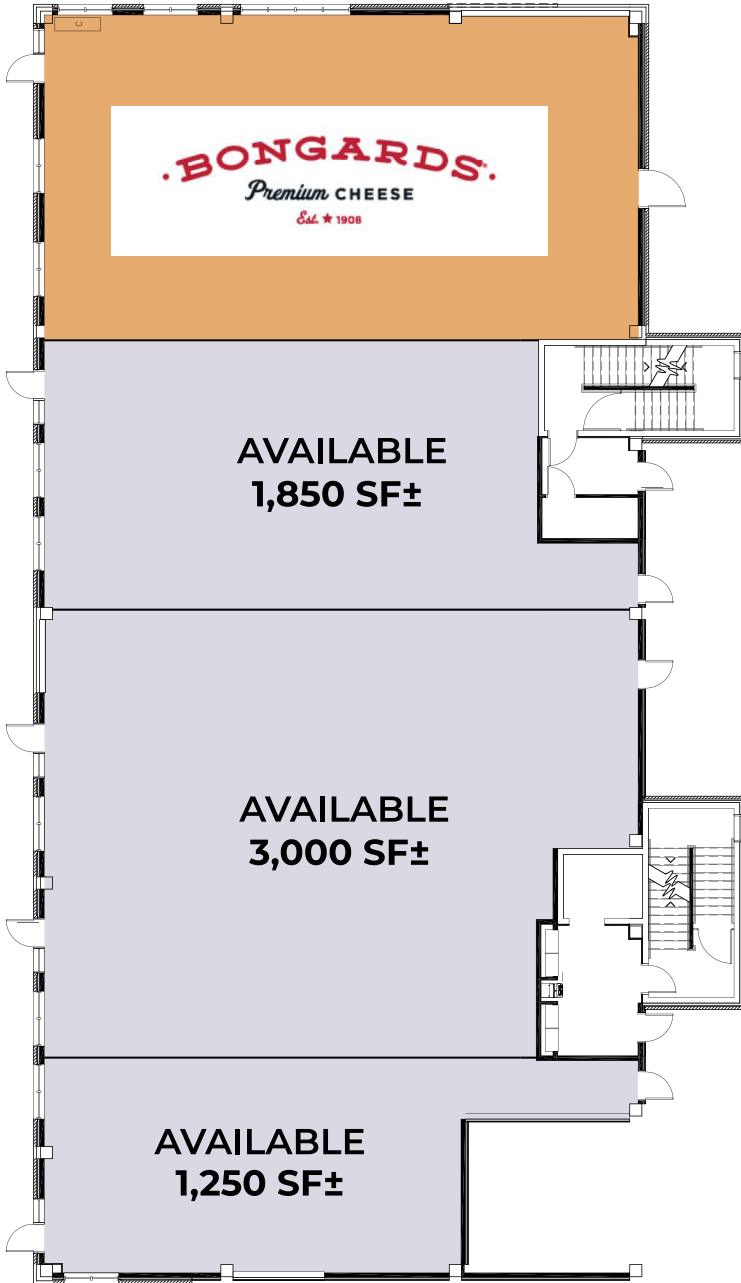 C
BONGARDS
Premium CHEESE
Est. ★ 1908
AVAILABLE
1,850 SF±
AVAILABLE
3,000 SF±
AVAILABLE
1,250 SF±